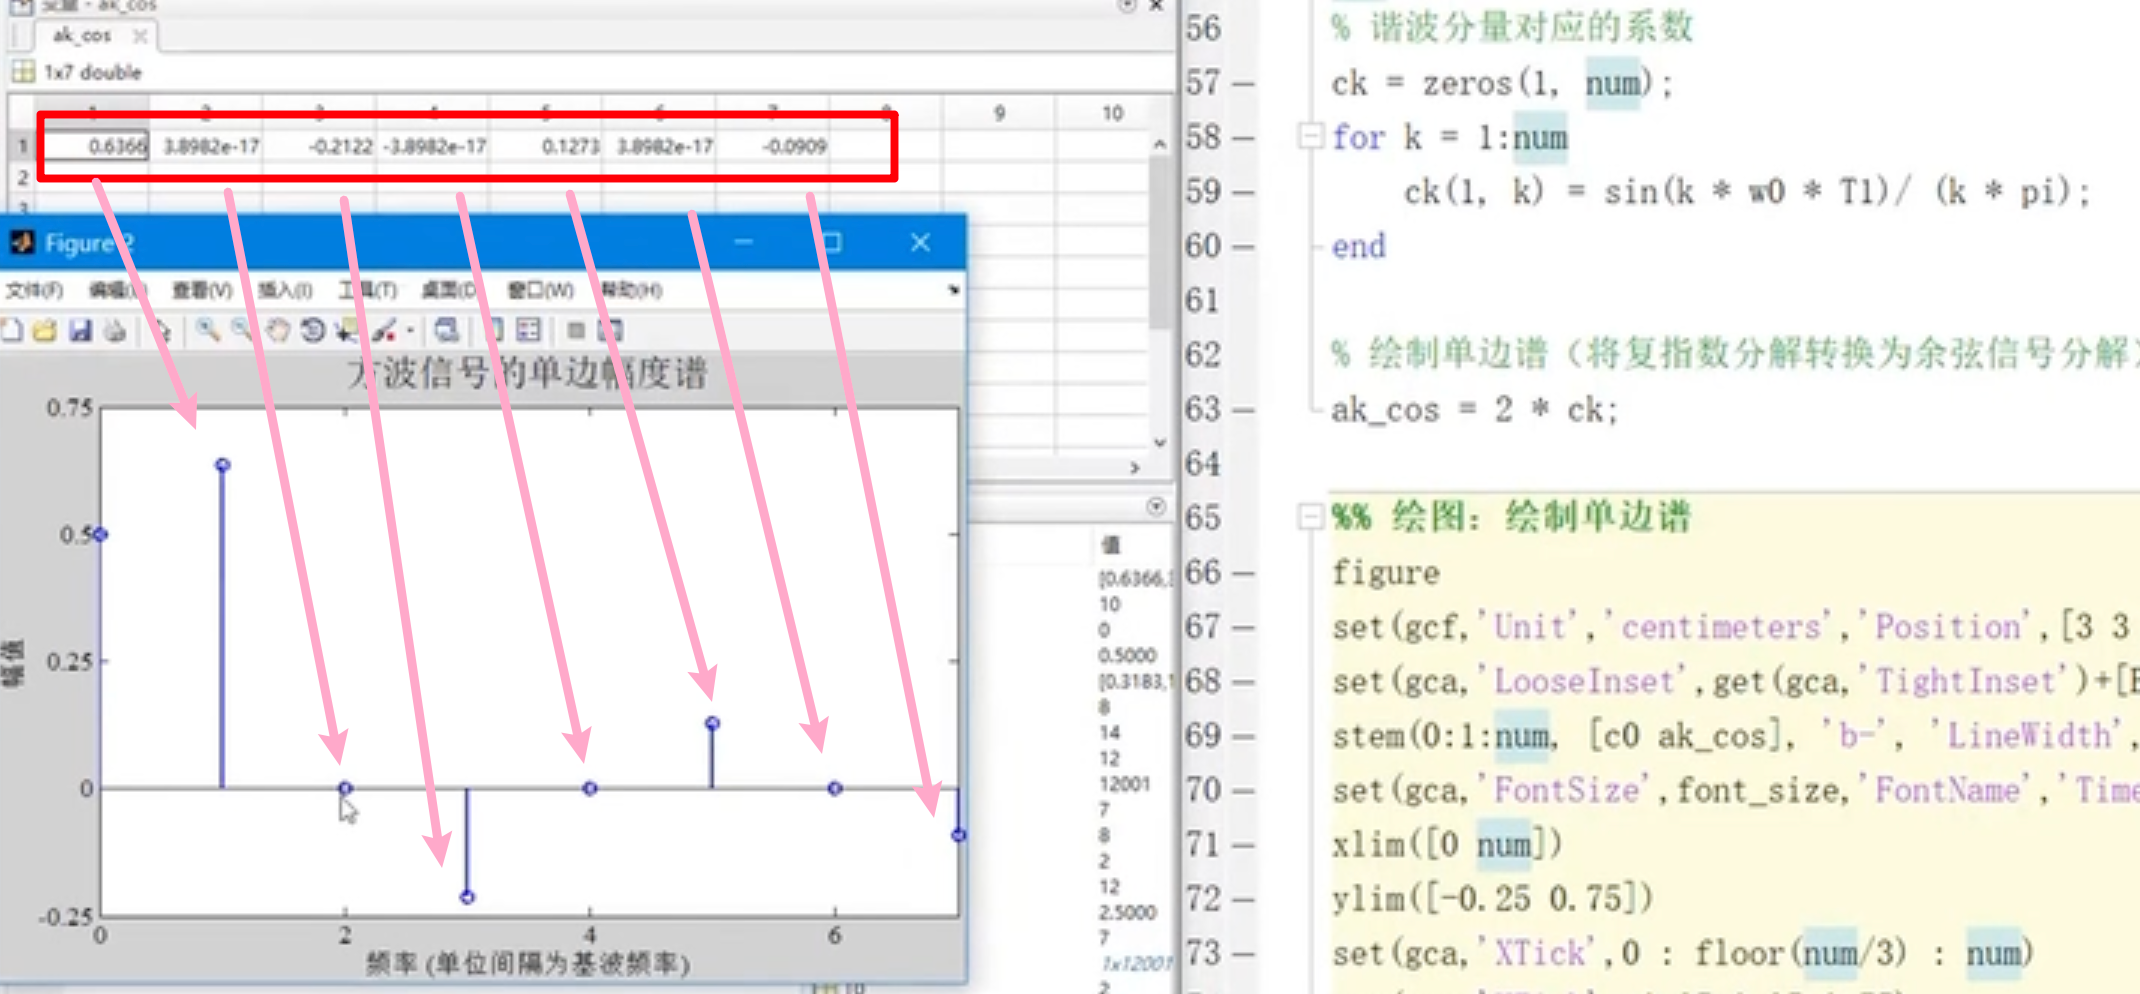 变量 - ak_cos
ak_cos
1x7 double
9 10
1 0.6366 3.8982e-17 -0.2122 -3.8982e-17 0.1273 3.8982e-17 -0.0909
2
3
Figure 2
文件(F) 编辑(E) 查看(V) 插入(I) 工具(T) 桌面(D) 窗口(W) 帮助(H)
方波信号的单边幅度谱
0.75
0.5
0.25
0
-0.25
幅值
0 2 4 6
频率 (单位间隔为基波频率)
值
[0.6366,3
10
0
0.5000
[0.3183,1
8
14
12
12001
7
8
2
12
2.5000
7
1x12001
2
56 % 谐波分量对应的系数
57 — ck = zeros(1, num);
58 — for k = 1:num
59 — ck(1, k) = sin(k * w0 * T1)/ (k * pi);
60 — end
61
62 % 绘制单边谱（将复指数分解转换为余弦信号分解）
63 — ak_cos = 2 * ck;
64
65 %% 绘图：绘制单边谱
66 — figure
67 — set(gcf,'Unit','centimeters','Position',[3 3
68 — set(gca,'LooseInset',get(gca,'TightInset')+[
69 — stem(0:1:num, [c0 ak_cos], 'b-', 'LineWidth',
70 — set(gca,'FontSize',font_size,'FontName','Time
71 — xlim([0 num])
72 — ylim([-0.25 0.75])
73 — set(gca,'XTick',0 : floor(num/3) : num)